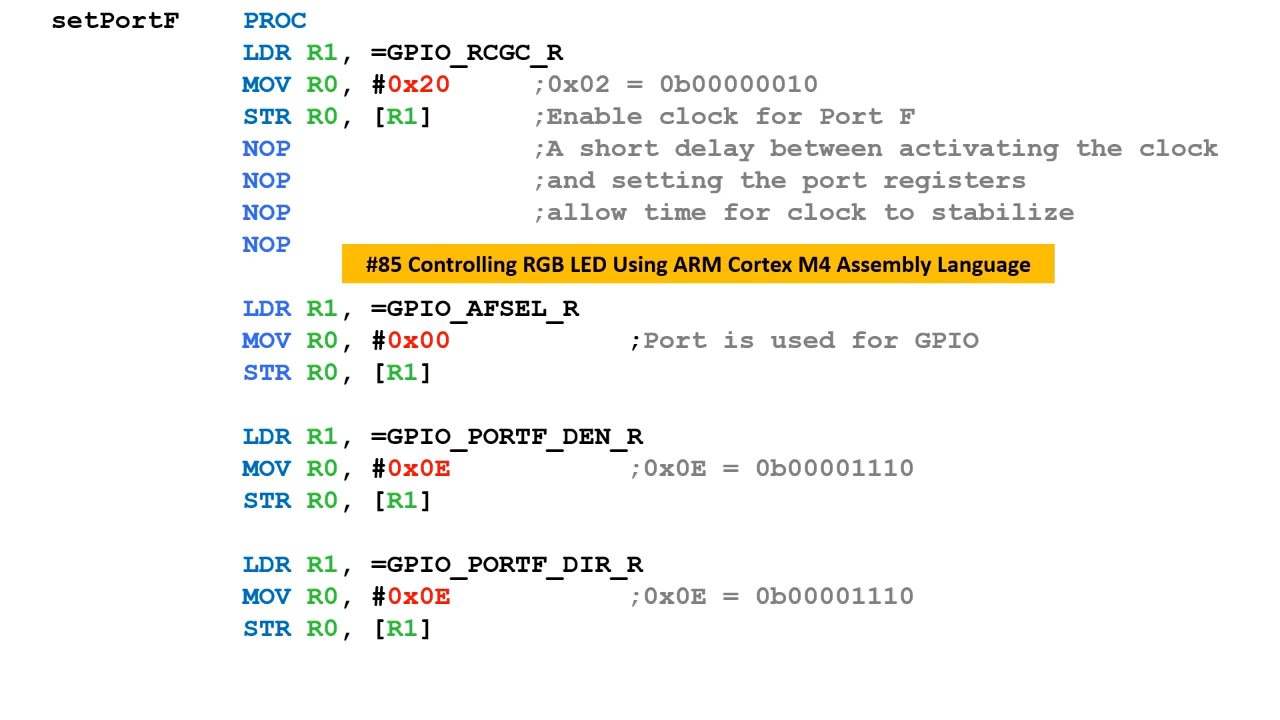 setPortF PROC
LDR R1, =GPIO_RCGC_R
MOV R0, #0x20 ;0x02 = 0b00000010
STR R0, [R1] ;Enable clock for Port F
NOP ;A short delay between activating the clock
NOP ;and setting the port registers
NOP ;allow time for clock to stabilize
NOP
#85 Controlling RGB LED Using ARM Cortex M4 Assembly Language
LDR R1, =GPIO_AFSEL_R
MOV R0, #0x00 ;Port is used for GPIO
STR R0, [R1]
LDR R1, =GPIO_PORTF_DEN_R
MOV R0, #0x0E ;0x0E = 0b00001110
STR R0, [R1]
LDR R1, =GPIO_PORTF_DIR_R
MOV R0, #0x0E ;0x0E = 0b00001110
STR R0, [R1]